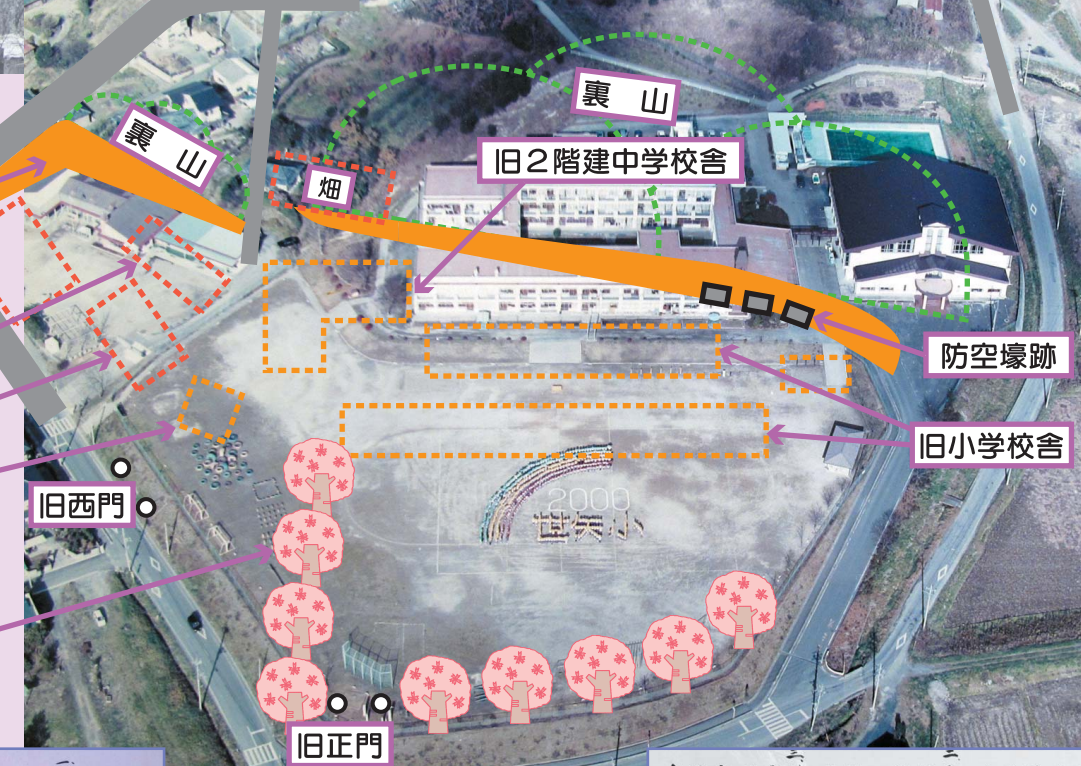 裏山
裏山
旧２階建中学校舎
畑
防空壕跡
旧小学校舎
旧西門
2000
世矢小
旧正門